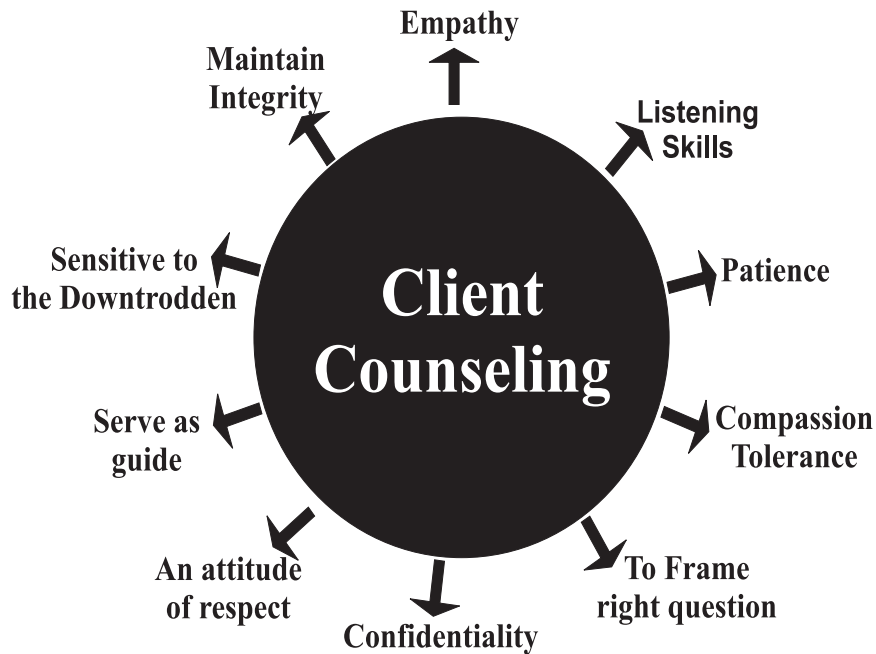 Empathy
Maintain
Integrity
Listening
Skills
Sensitive to
the Downtrodden
Patience
Client
Counseling
Serve as
guide
Compassion
Tolerance
An attitude
of respect
To Frame
right question
Confidentiality